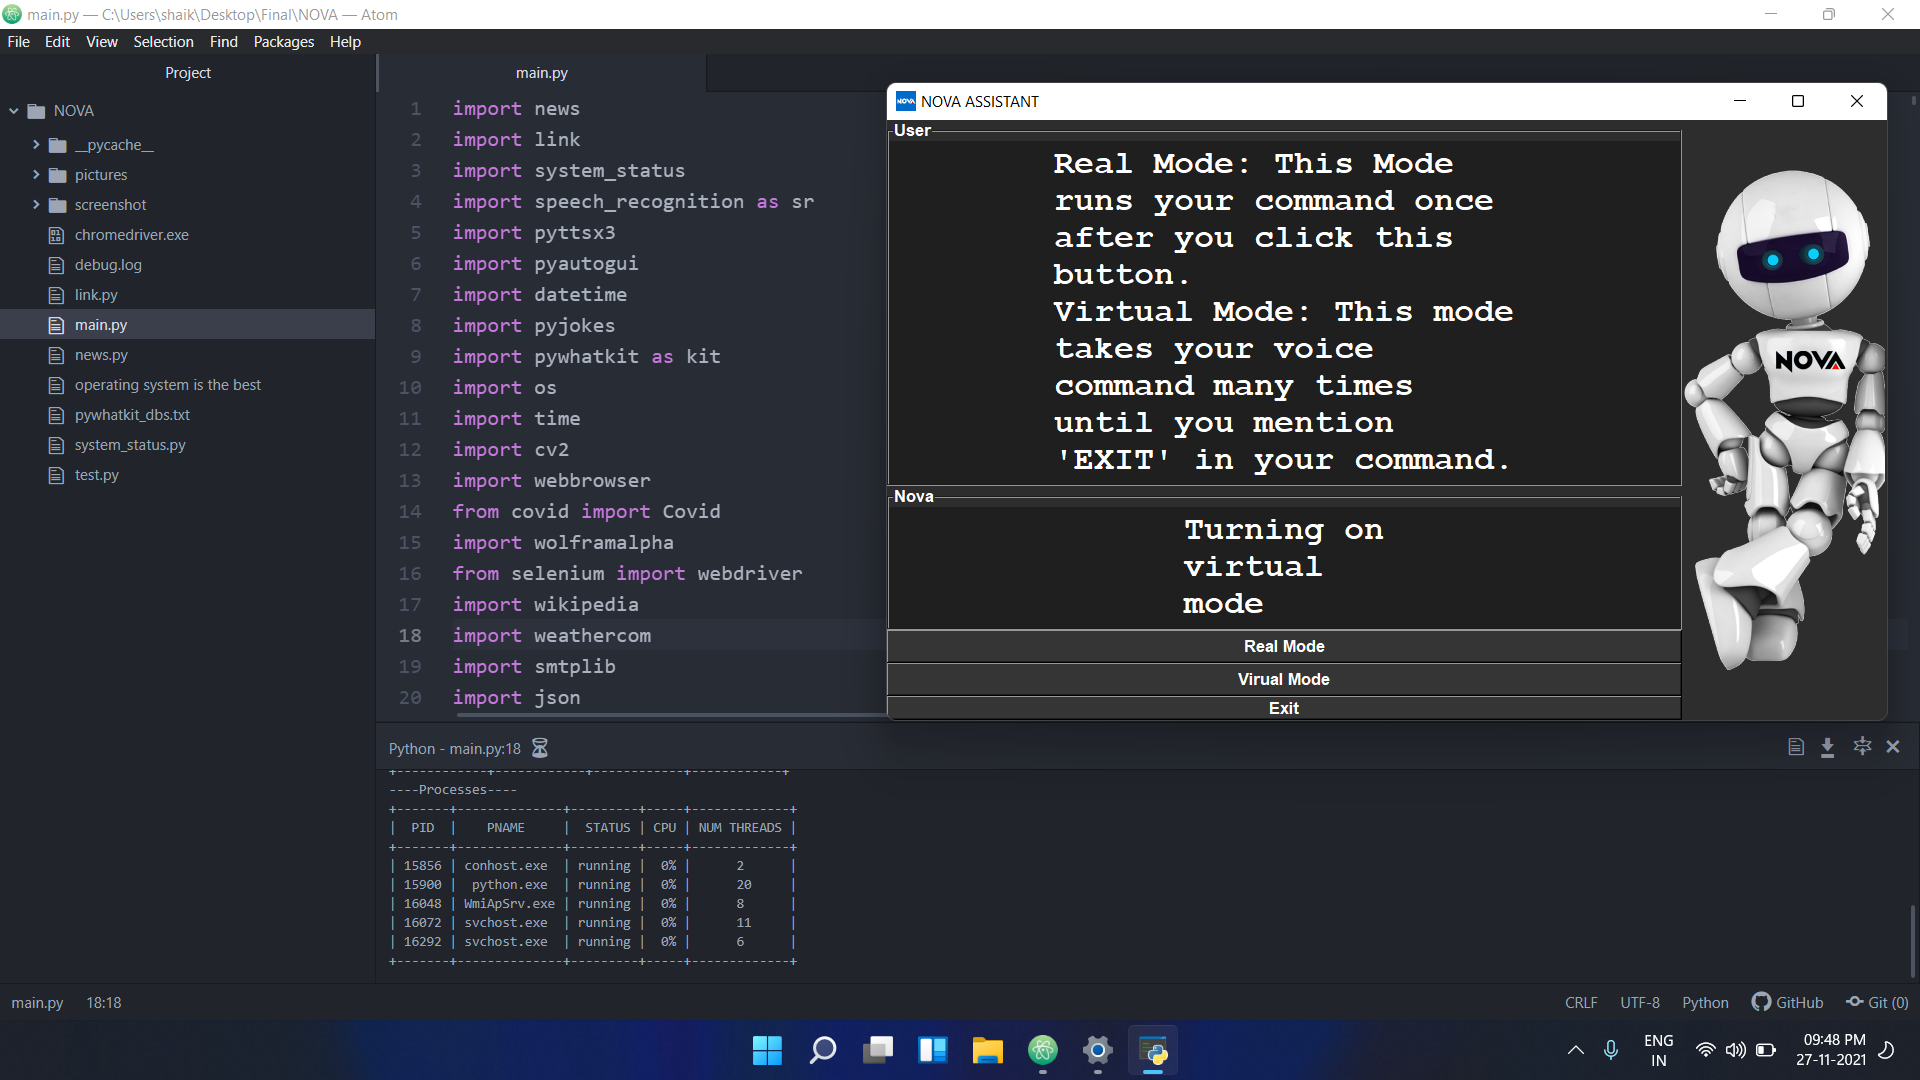 main.py — C:\Users\shaik\Desktop\Final\NOVA — Atom
File Edit View Selection Find Packages Help
Project
NOVA
__pycache__
pictures
screenshot
chromedriver.exe
debug.log
link.py
main.py
news.py
operating system is the best
pywhatkit_dbs.txt
system_status.py
test.py
main.py
1 import news
2 import link
3 import system_status
4 import speech_recognition as sr
5 import pyttsx3
6 import pyautogui
7 import datetime
8 import pyjokes
9 import pywhatkit as kit
10 import os
11 import time
12 import cv2
13 import webbrowser
14 from covid import Covid
15 import wolframalpha
16 from selenium import webdriver
17 import wikipedia
18 import weathercom
19 import smtplib
20 import json
NOVA NOVA ASSISTANT
User
Real Mode: This Mode
runs your command once
after you click this
button.
Virtual Mode: This mode
takes your voice
command many times
until you mention
'EXIT' in your command.
Nova
Turning on
virtual
mode
Real Mode
Virual Mode
Exit
NOVA
Python - main.py:18
+------------+------------+------------+------------+
----Processes----
+-------+--------------+---------+-----+-------------+
| PID | PNAME | STATUS | CPU | NUM THREADS |
+-------+--------------+---------+-----+-------------+
| 15856 | conhost.exe | running | 0% | 2 |
| 15900 | python.exe | running | 0% | 20 |
| 16048 | WmiApSrv.exe | running | 0% | 8 |
| 16072 | svchost.exe | running | 0% | 11 |
| 16292 | svchost.exe | running | 0% | 6 |
+-------+--------------+---------+-----+-------------+
main.py 18:18
CRLF UTF-8 Python GitHub Git (0)
ENG
IN
09:48 PM
27-11-2021